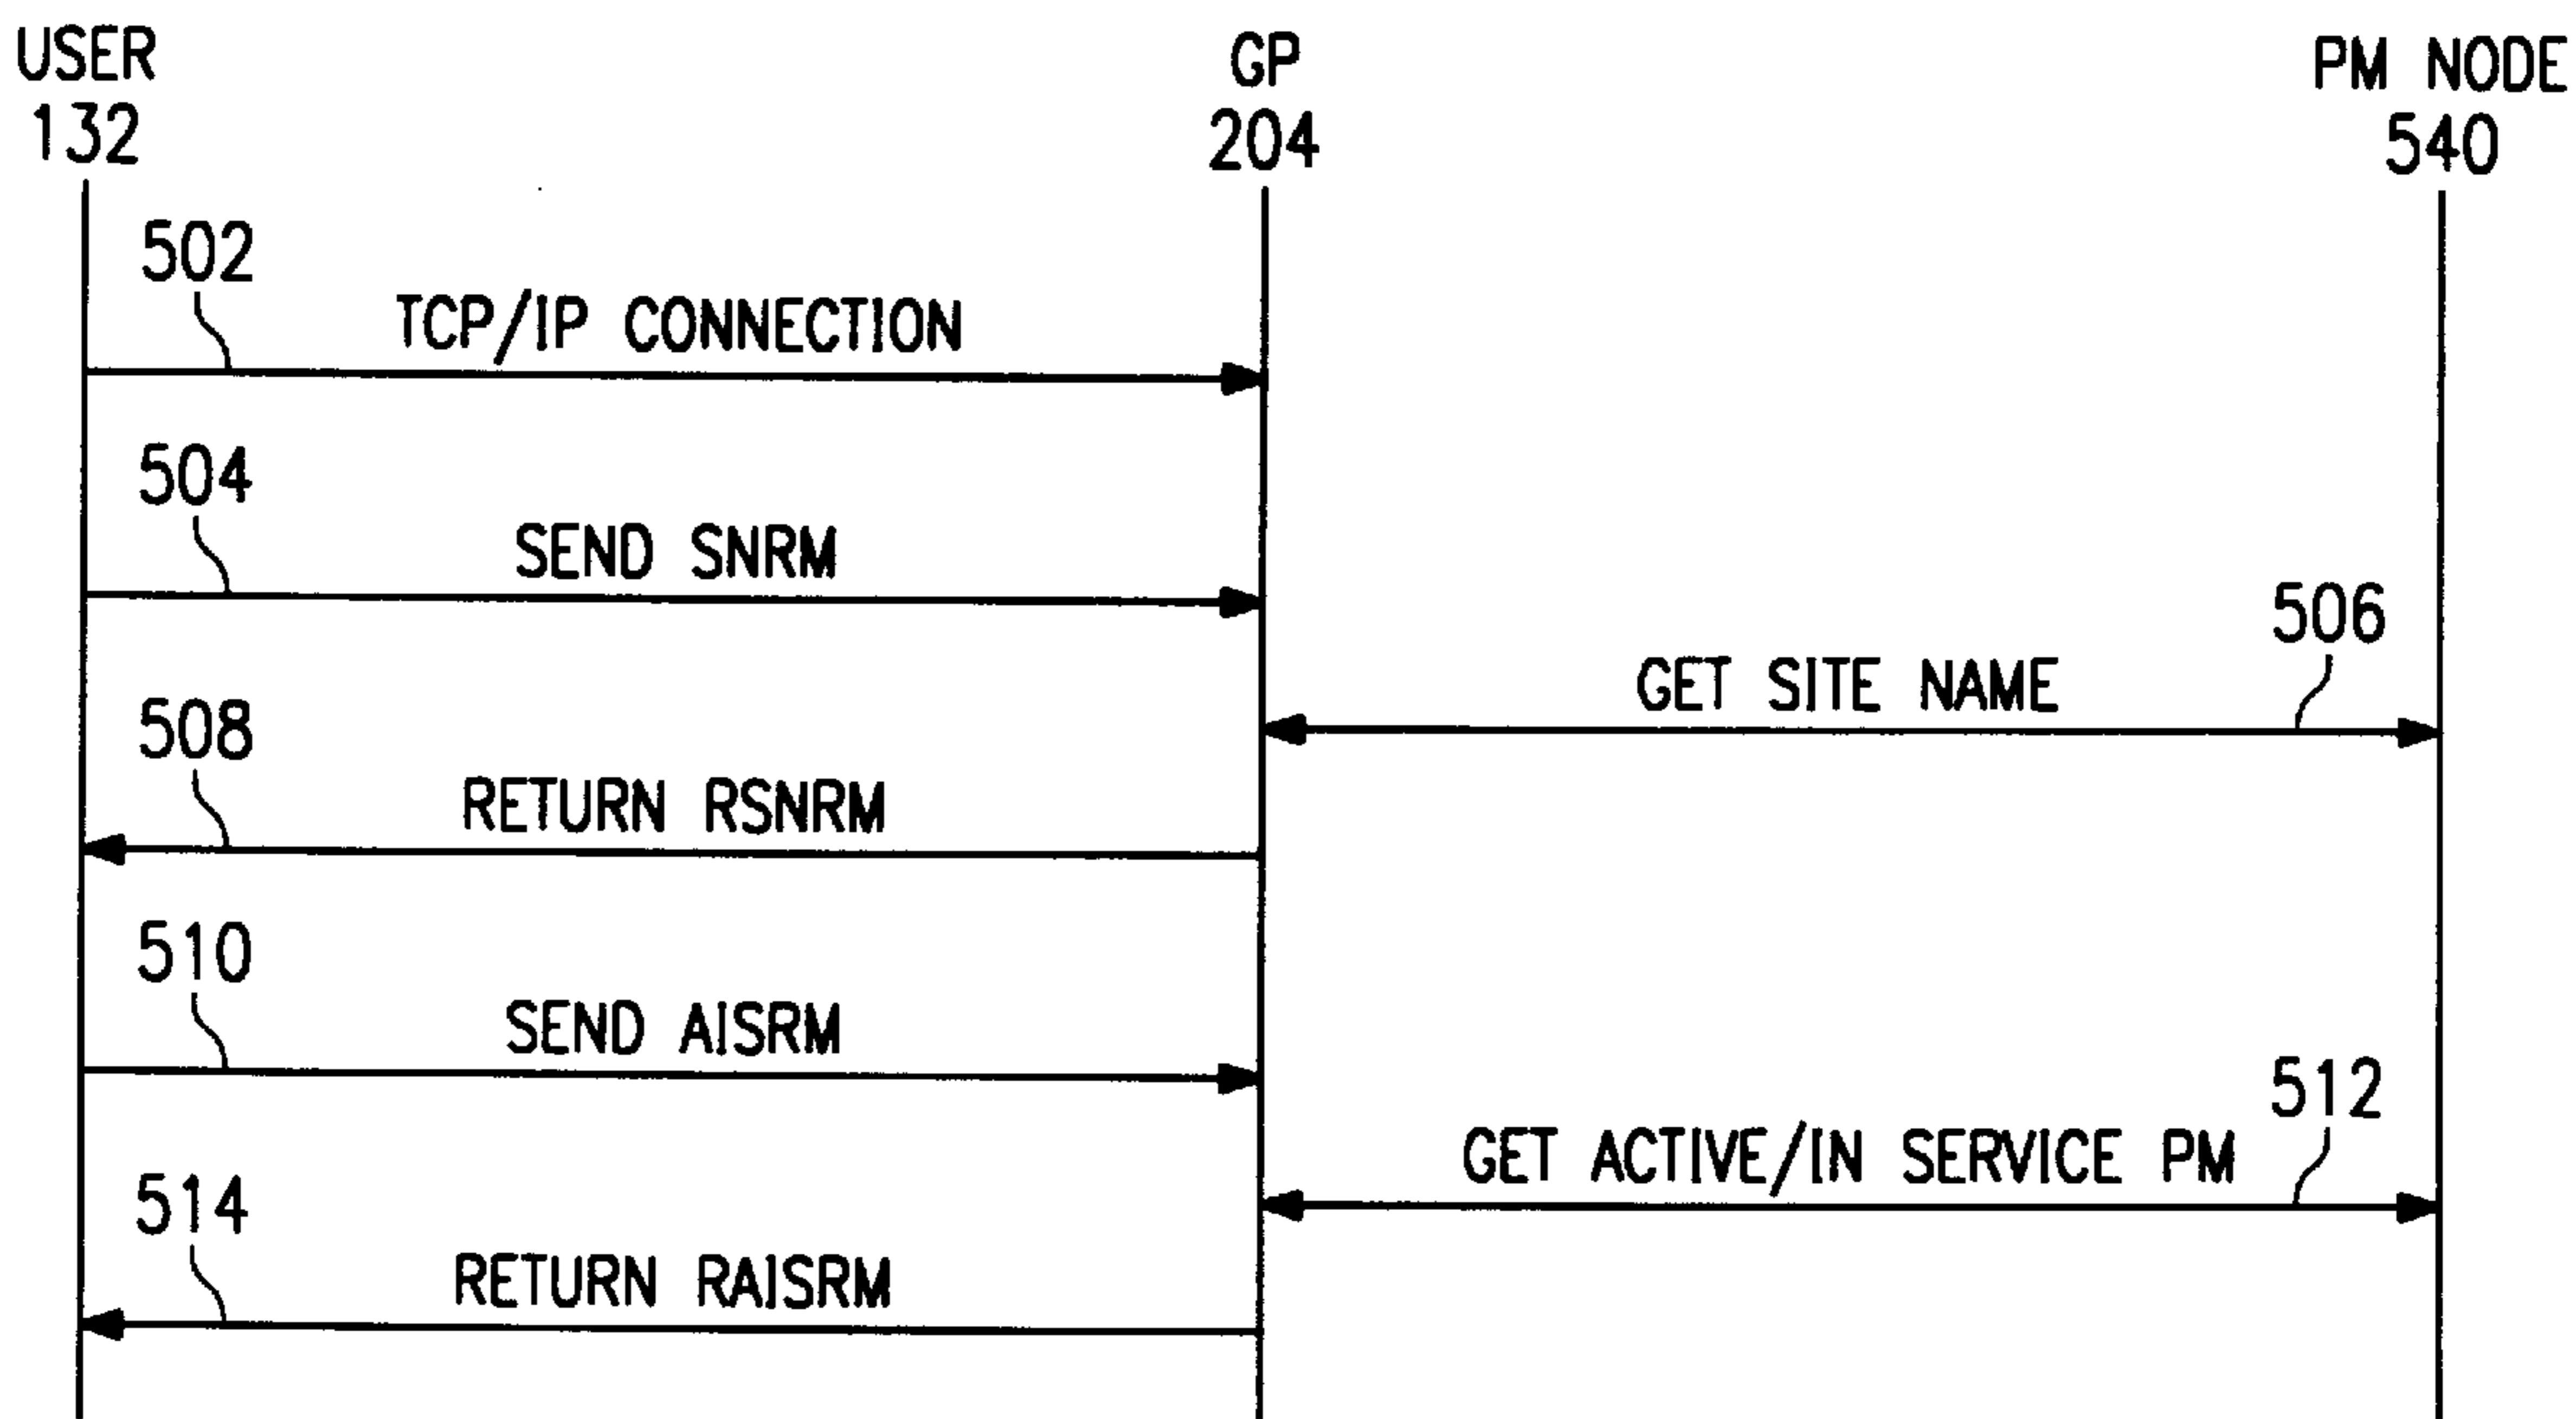 USER
132
GP
204
PM NODE
540
502
TCP/IP CONNECTION
504
SEND SNRM
506
GET SITE NAME
508
RETURN RSNRM
510
SEND AISRM
512
GET ACTIVE/IN SERVICE PM
514
RETURN RAISRM